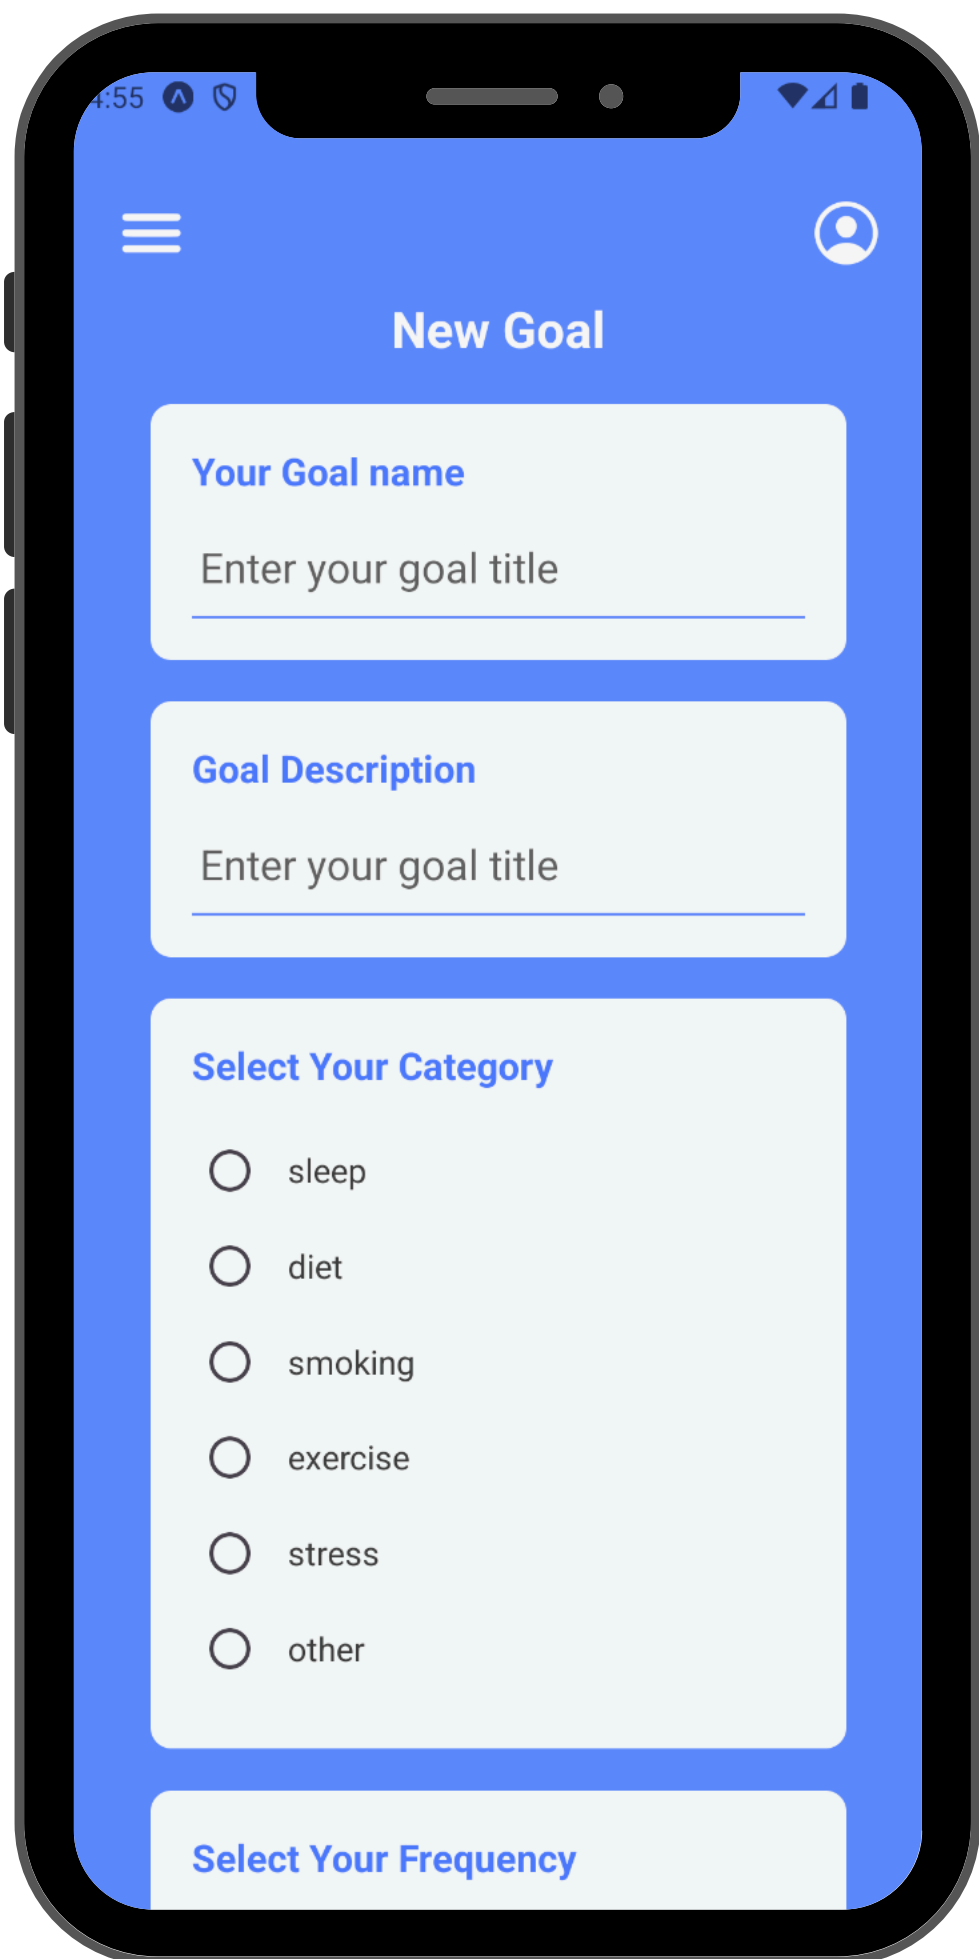 4:55
New Goal
Your Goal name
Enter your goal title
Goal Description
Enter your goal title
Select Your Category
sleep
diet
smoking
exercise
stress
other
Select Your Frequency